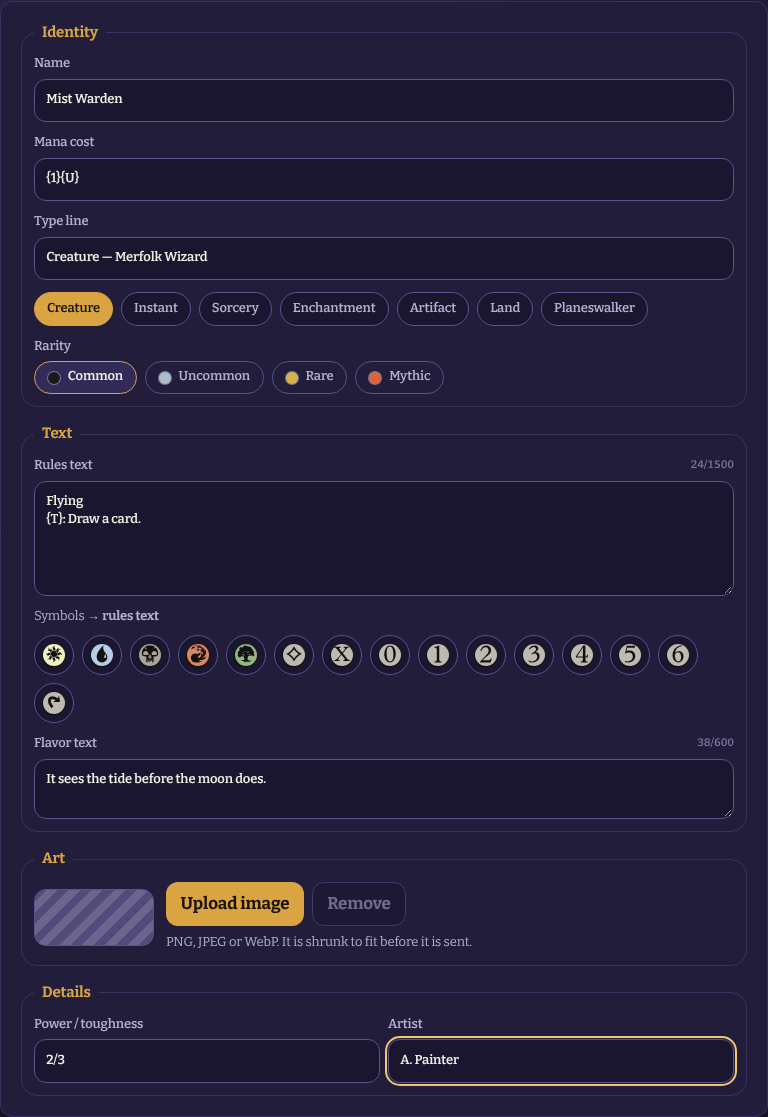 Identity
Name
Mist Warden
Mana cost
{1}{U}
Type line
Creature — Merfolk Wizard
Creature Instant Sorcery Enchantment Artifact Land Planeswalker
Rarity
Common Uncommon Rare Mythic
Text
Rules text 24/1500
Flying
{T}: Draw a card.
Symbols → rules text
X 0 1 2 3 4 5 6
Flavor text 38/600
It sees the tide before the moon does.
Art
Upload image Remove
PNG, JPEG or WebP. It is shrunk to fit before it is sent.
Details
Power / toughness Artist
2/3 A. Painter